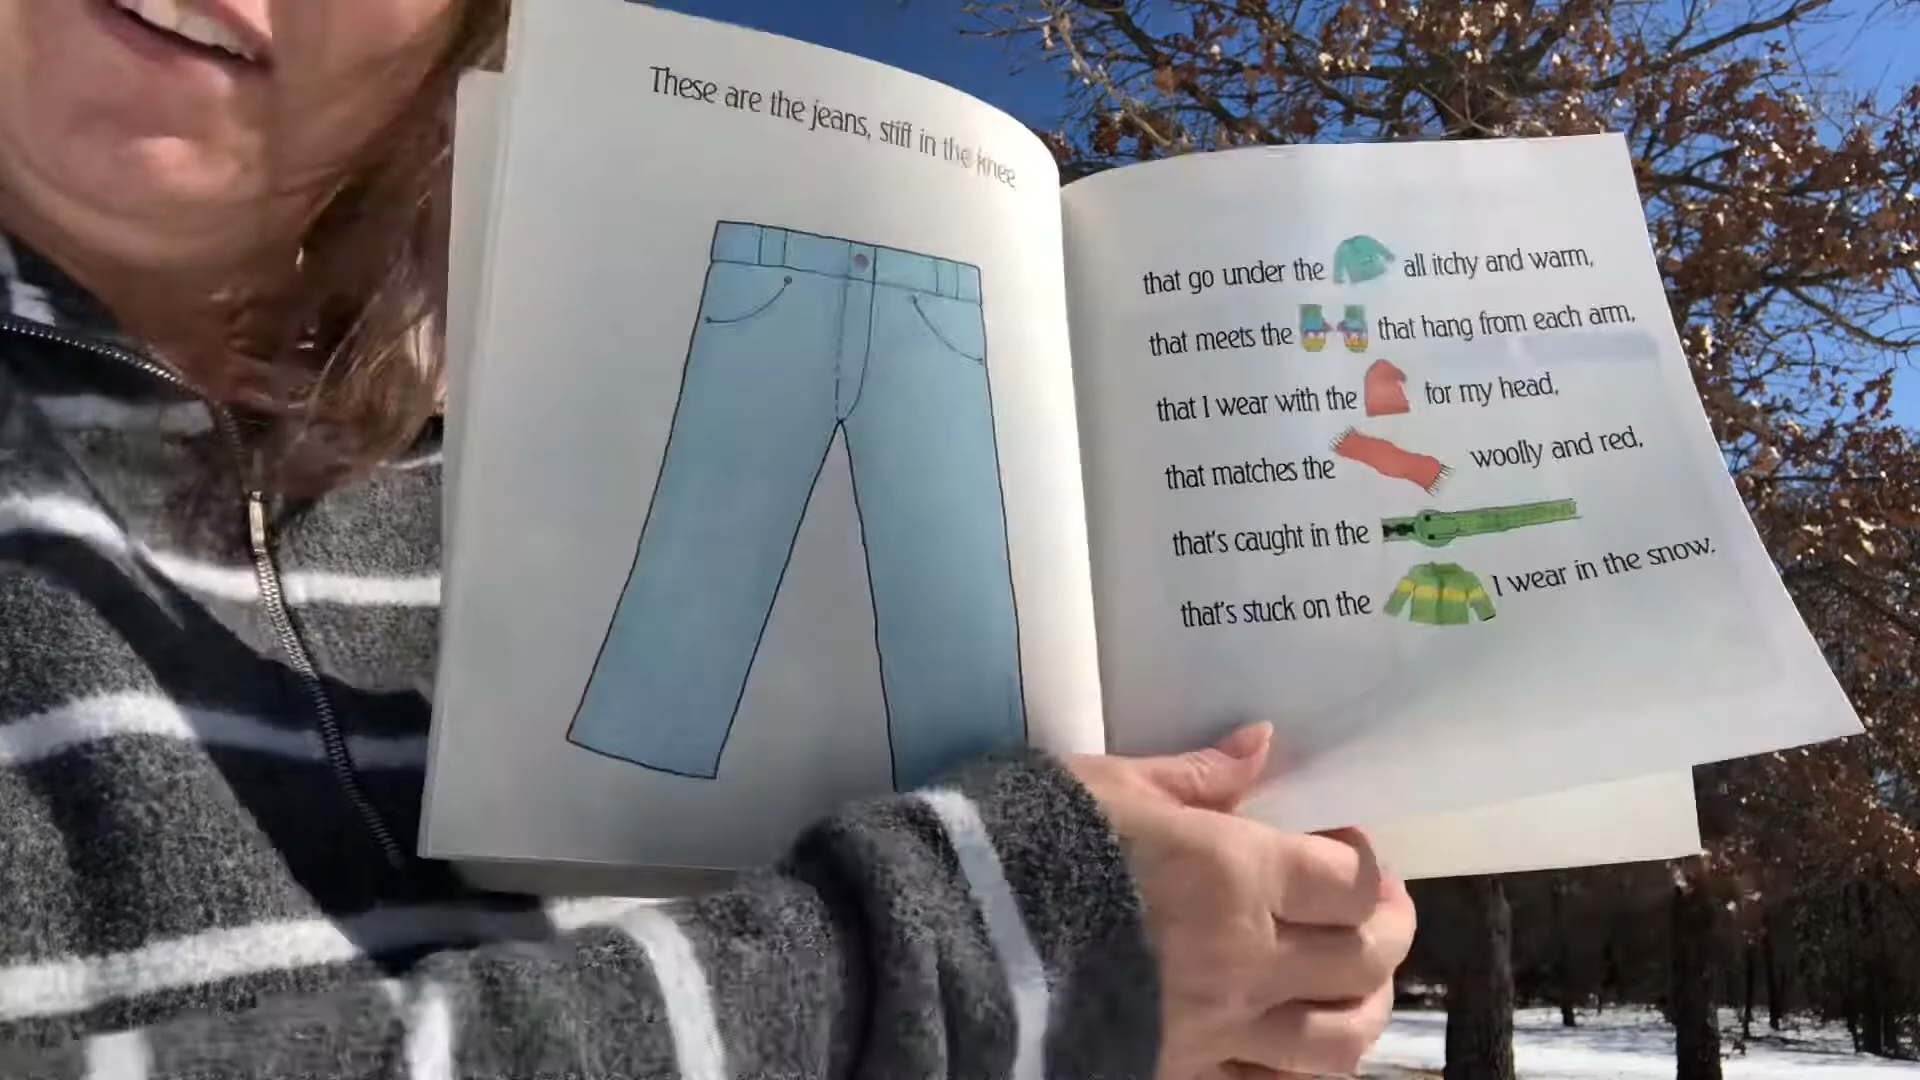 These are the jeans, stiff in the knee
that go under the all itchy and warm,
that meets the that hang from each arm,
that I wear with the for my head,
that matches the woolly and red,
that's caught in the
that's stuck on the I wear in the snow.